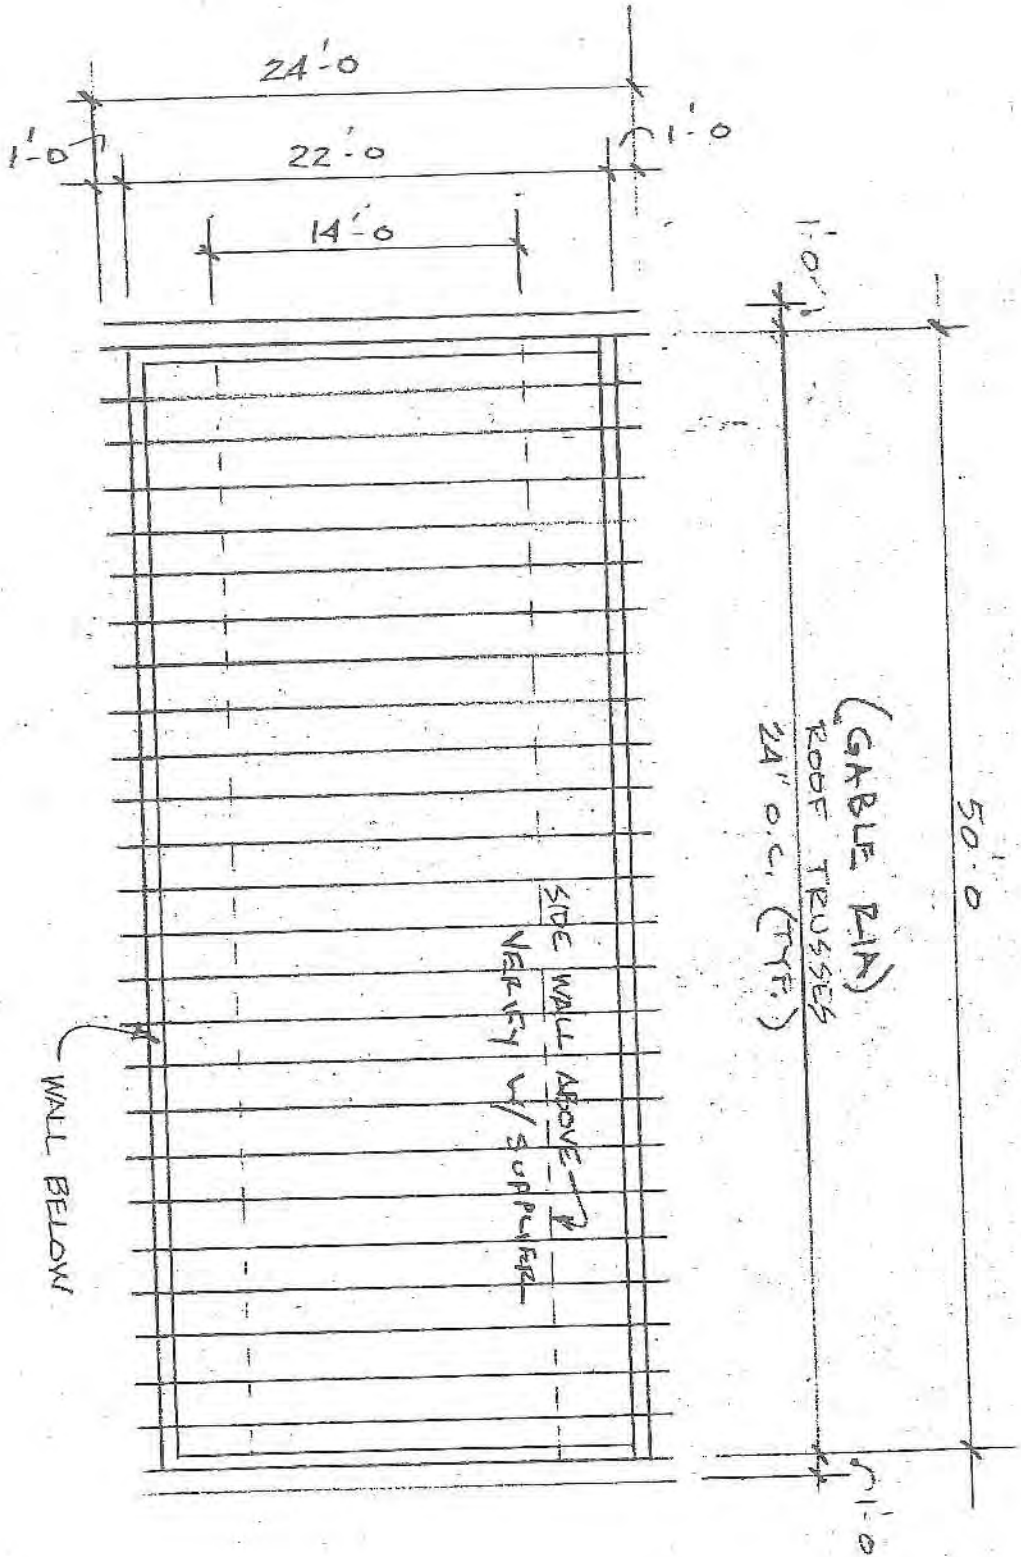 24'-0
1'-0
22'-0
1'-0
14'-0
1'-0
50'-0
(GABLE RIA)
ROOF TRUSSES
24" O.C. (TYP.)
SIDE WALL ABOVE
VERIFY W/ SUPPLIER
WALL BELOW
1'-0